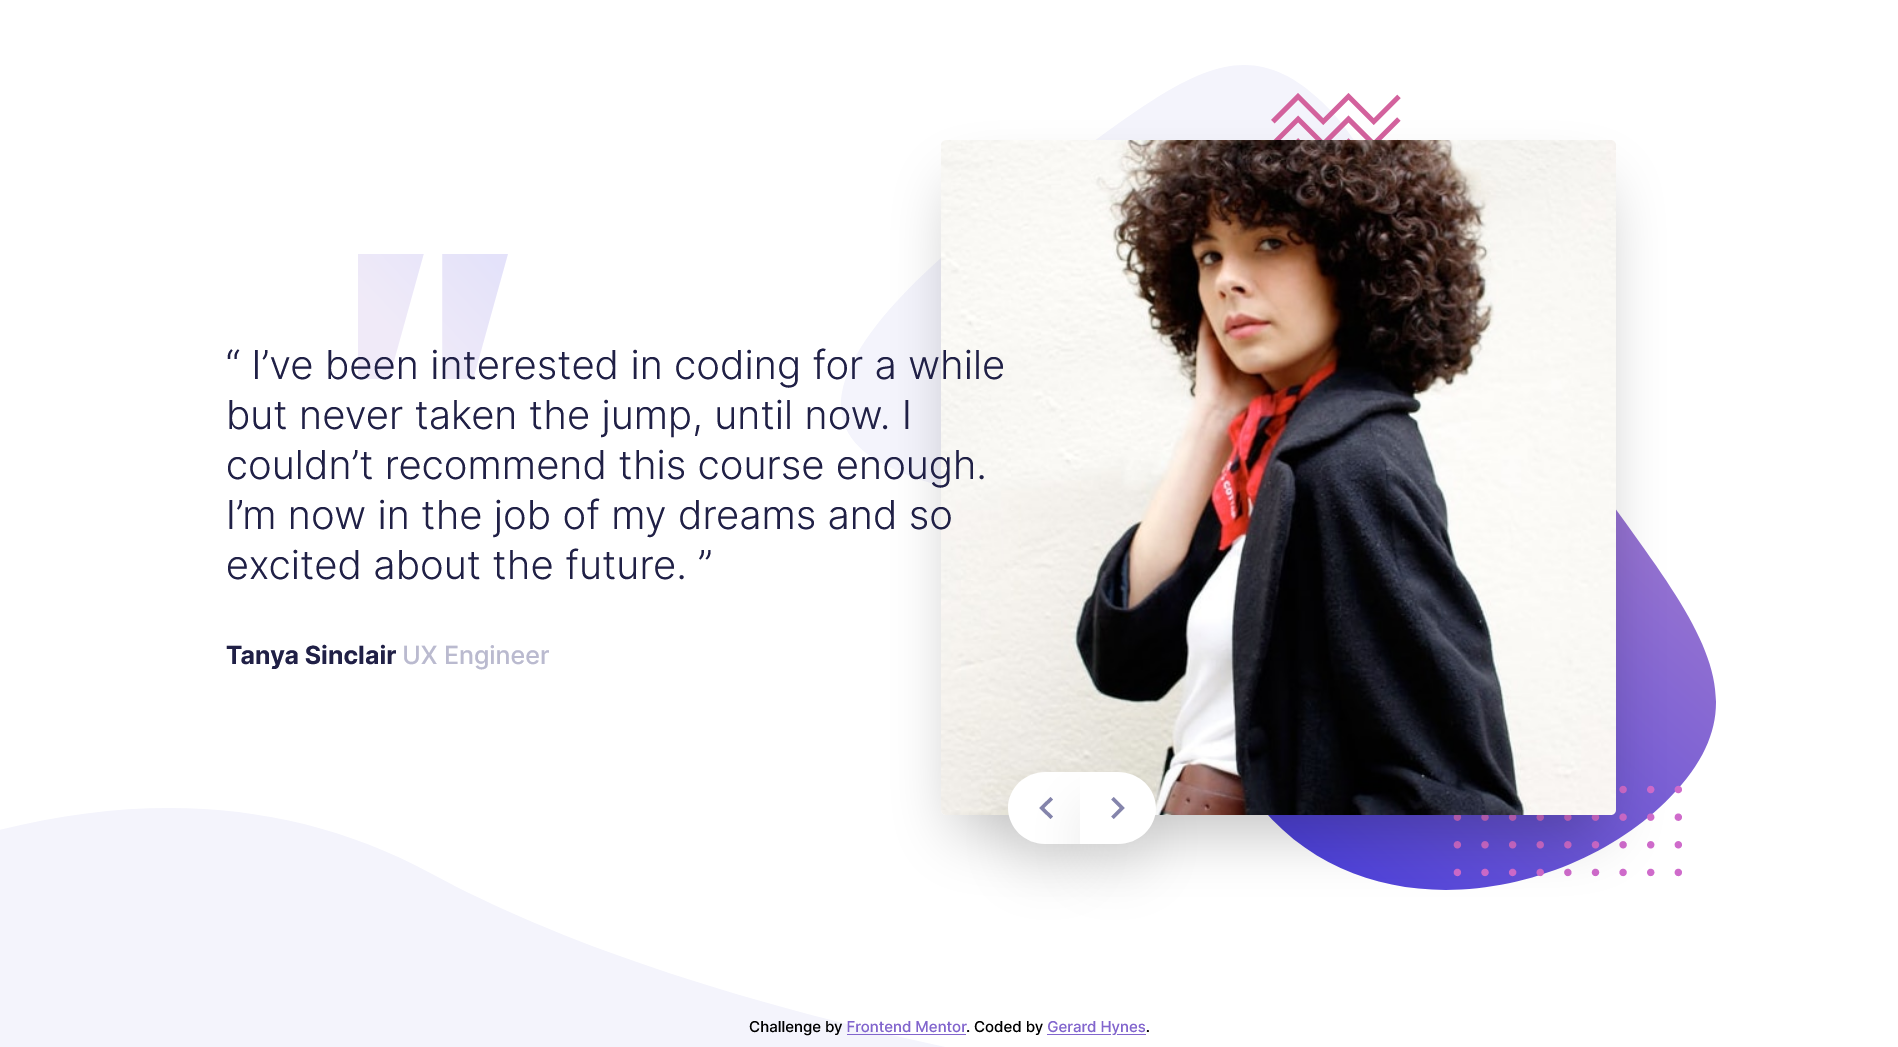 “ I’ve been interested in coding for a while
but never taken the jump, until now. I
couldn’t recommend this course enough.
I’m now in the job of my dreams and so
excited about the future. ”
Tanya Sinclair UX Engineer
Challenge by Frontend Mentor. Coded by Gerard Hynes.